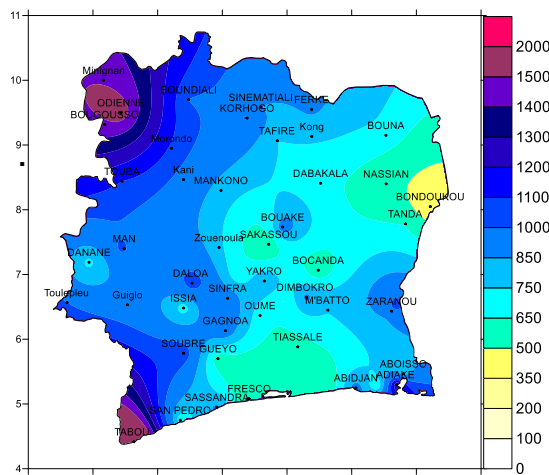 11
10
9
8
7
6
5
4
Minignan
ODIENNE
BOUGOUSSO
BOUNDIALI
SINEMATIALI FERKE
KORHOGO
TAFIRE
Kong
BOUNA
Morondo
TOUBA
Kani
MANKONO
DABAKALA
NASSIAN
BONDOUKOU
TANDA
BOUAKE
SAKASSOU
Zouenoula
MAN
DANANE
BOCANDA
YAKRO
DALOA
SINFRA
DIMBOKRO
M'BATTO
ZARANOU
Toulepleu
Guiglo
ISSIA
OUME
GAGNOA
TIASSALE
SOUBRE
GUEYO
ABOISSO
ADIAKE
ABIDJAN
FRESCO
SASSANDRA
SAN PEDRO
TABOU
2000
1500
1400
1300
1200
1100
1000
900
850
750
650
500
350
200
100
0